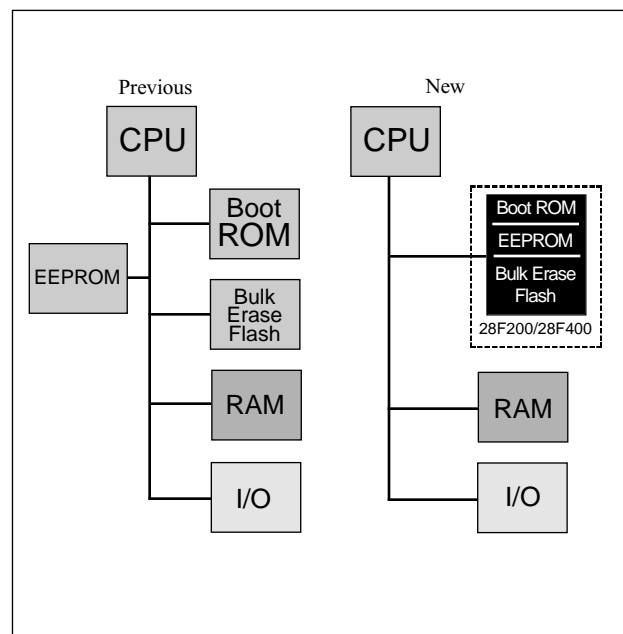 Previous
CPU
Boot
ROM
EEPROM
Bulk
Erase
Flash
RAM
I/O
New
CPU
Boot ROM
EEPROM
Bulk Erase
Flash
28F200/28F400
RAM
I/O